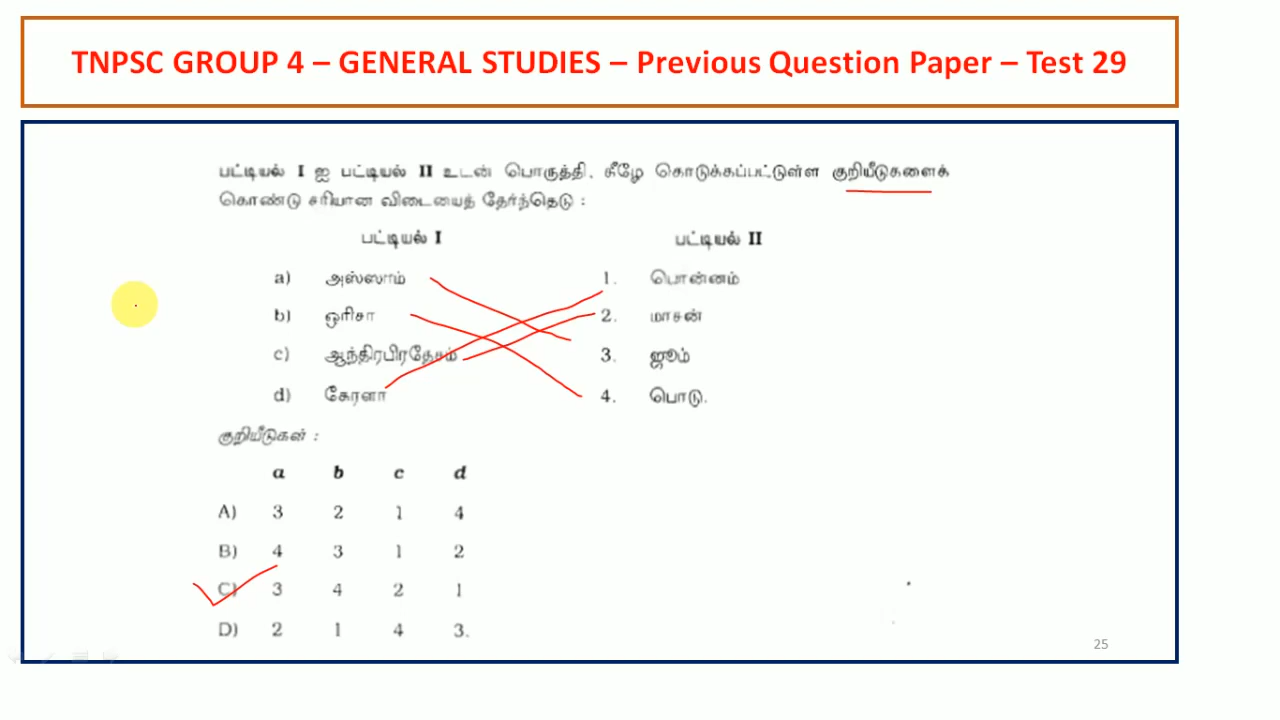 TNPSC GROUP 4 – GENERAL STUDIES – Previous Question Paper – Test 29
பட்டியல் I ஐ பட்டியல் II உடன் பொருத்தி, கீழே கொடுக்கப்பட்டுள்ள குறியீடுகளைக்
கொண்டு சரியான விடையைத் தேர்ந்தெடு :
பட்டியல் I பட்டியல் II
a) அஸ்ஸாம் 1. பொன்னம்
b) ஒரிசா 2. மாசன்
c) ஆந்திரபிரதேசம் 3. ஜூம்
d) கேரளா 4. பொடு.
குறியீடுகள் :
a b c d
A) 3 2 1 4
B) 4 3 1 2
C) 3 4 2 1
D) 2 1 4 3.
25